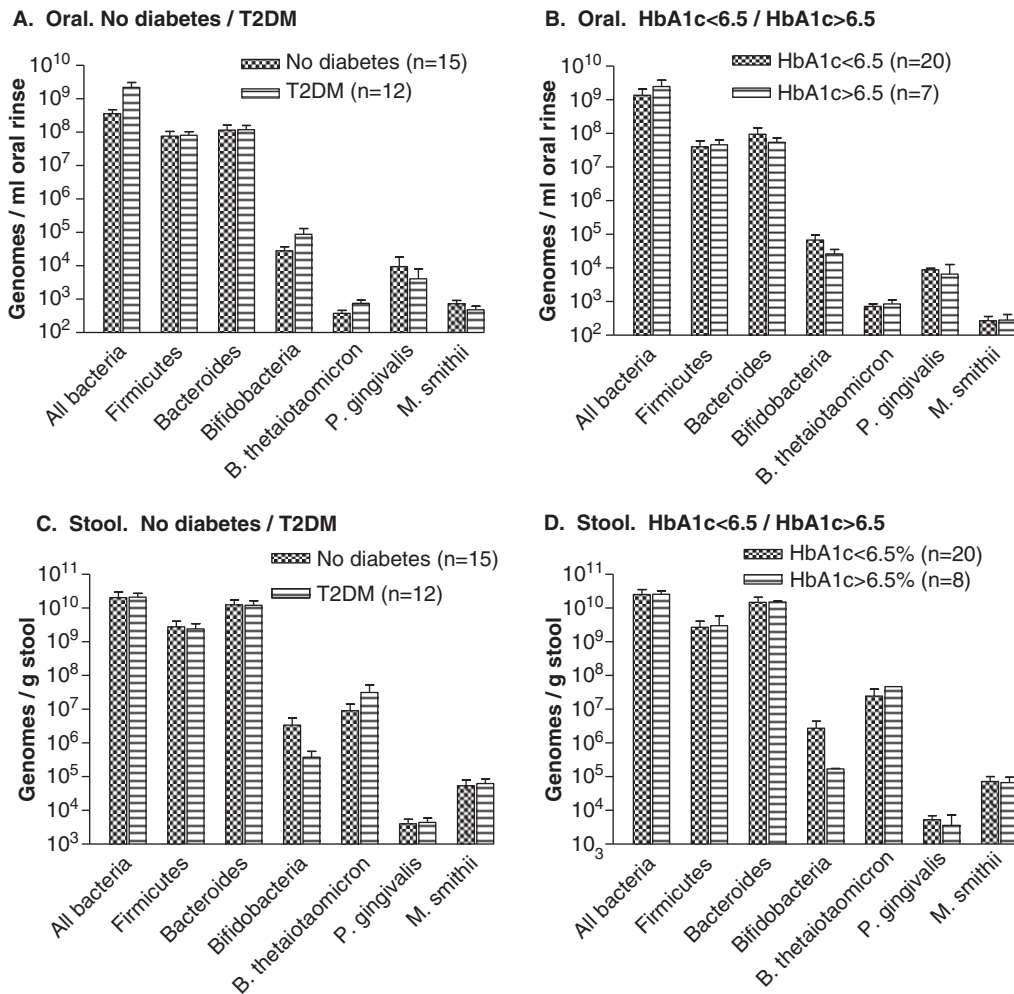 A. Oral. No diabetes / T2DM
No diabetes (n=15)
T2DM (n=12)
Genomes / ml oral rinse
10^10
10^9
10^8
10^7
10^5
10^4
10^3
10^2
All bacteria
Firmicutes
Bacteroides
Bifidobacteria
B. thetaiotaomicron
P. gingivalis
M. smithii
B. Oral. HbA1c<6.5 / HbA1c>6.5
HbA1c<6.5 (n=20)
HbA1c>6.5 (n=7)
Genomes / ml oral rinse
10^10
10^9
10^8
10^7
10^5
10^4
10^3
10^2
All bacteria
Firmicutes
Bacteroides
Bifidobacteria
B. thetaiotaomicron
P. gingivalis
M. smithii
C. Stool. No diabetes / T2DM
No diabetes (n=15)
T2DM (n=12)
Genomes / g stool
10^11
10^10
10^9
10^8
10^7
10^6
10^5
10^4
10^3
All bacteria
Firmicutes
Bacteroides
Bifidobacteria
B. thetaiotaomicron
P. gingivalis
M. smithii
D. Stool. HbA1c<6.5 / HbA1c>6.5
HbA1c<6.5% (n=20)
HbA1c>6.5% (n=8)
Genomes / g stool
10^11
10^10
10^9
10^8
10^7
10^6
10^5
10^4
10_3
All bacteria
Firmicutes
Bacteroides
Bifidobacteria
B. thetaiotaomicron
P. gingivalis
M. smithii